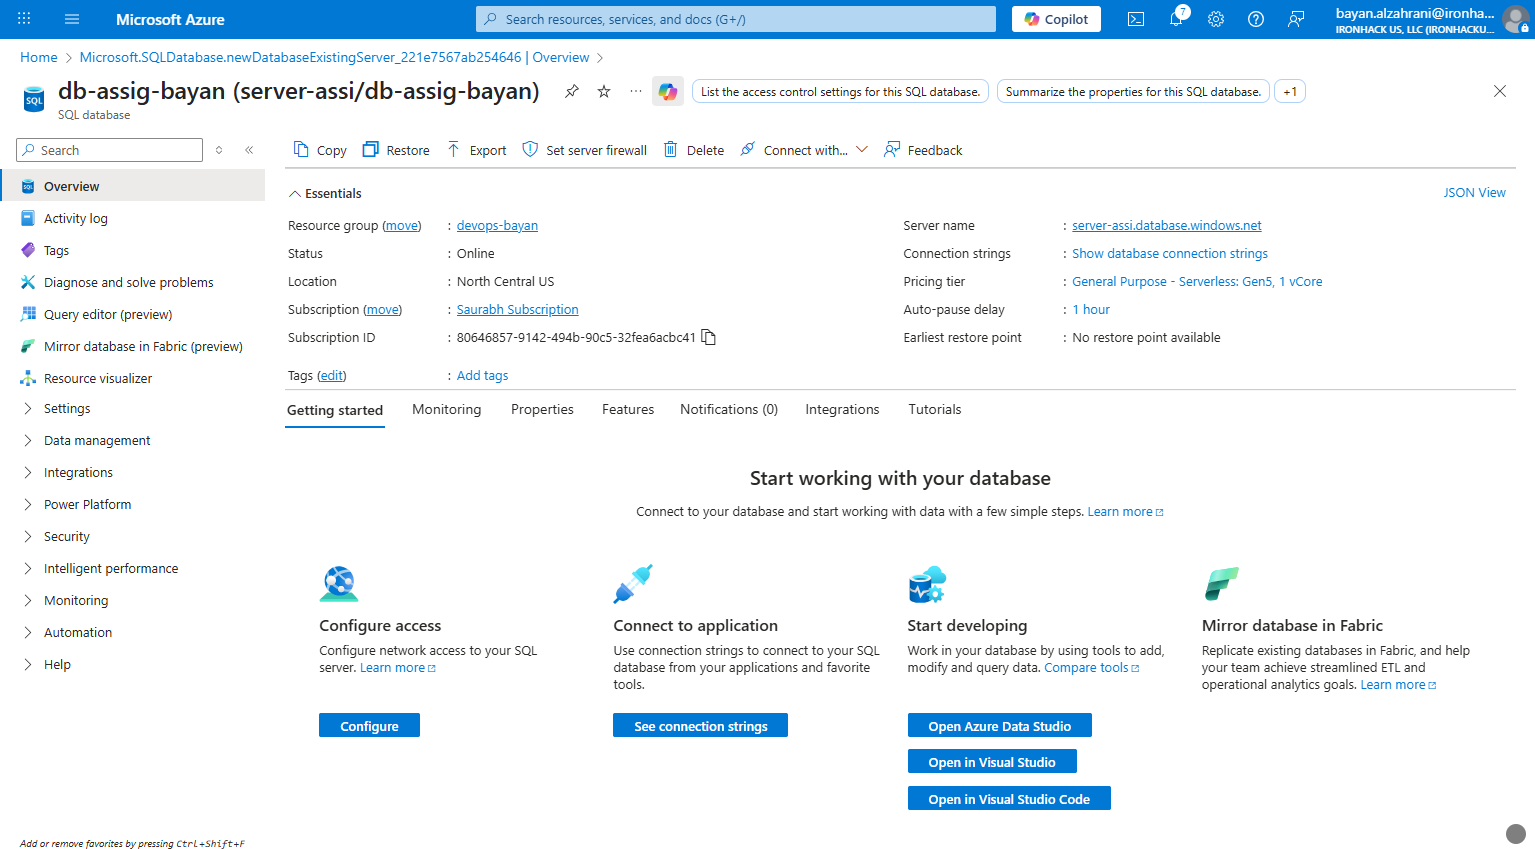 Microsoft Azure
Search resources, services, and docs (G+/)
Copilot
7
bayan.alzahrani@ironha...
IRONHACK US, LLC (IRONHACKU...
Home > Microsoft.SQLDatabase.newDatabaseExistingServer_221e7567ab254646 | Overview >
SQL
db-assig-bayan (server-assi/db-assig-bayan)
SQL database
List the access control settings for this SQL database.
Summarize the properties for this SQL database.
+1
Search
Copy
Restore
Export
Set server firewall
Delete
Connect with...
Feedback
Overview
Activity log
Tags
Diagnose and solve problems
Query editor (preview)
Mirror database in Fabric (preview)
Resource visualizer
Settings
Data management
Integrations
Power Platform
Security
Intelligent performance
Monitoring
Automation
Help
Add or remove favorites by pressing Ctrl+Shift+F
Essentials
JSON View
Resource group (move) : devops-bayan
Status : Online
Location : North Central US
Subscription (move) : Saurabh Subscription
Subscription ID : 80646857-9142-494b-90c5-32fea6acbc41
Server name : server-assi.database.windows.net
Connection strings : Show database connection strings
Pricing tier : General Purpose - Serverless: Gen5, 1 vCore
Auto-pause delay : 1 hour
Earliest restore point : No restore point available
Tags (edit) : Add tags
Getting started
Monitoring
Properties
Features
Notifications (0)
Integrations
Tutorials
Start working with your database
Connect to your database and start working with data with a few simple steps. Learn more
Configure access
Configure network access to your SQL
server. Learn more
Configure
Connect to application
Use connection strings to connect to your SQL
database from your applications and favorite
tools.
See connection strings
Start developing
Work in your database by using tools to add,
modify and query data. Compare tools
Open Azure Data Studio
Open in Visual Studio
Open in Visual Studio Code
Mirror database in Fabric
Replicate existing databases in Fabric, and help
your team achieve streamlined ETL and
operational analytics goals. Learn more